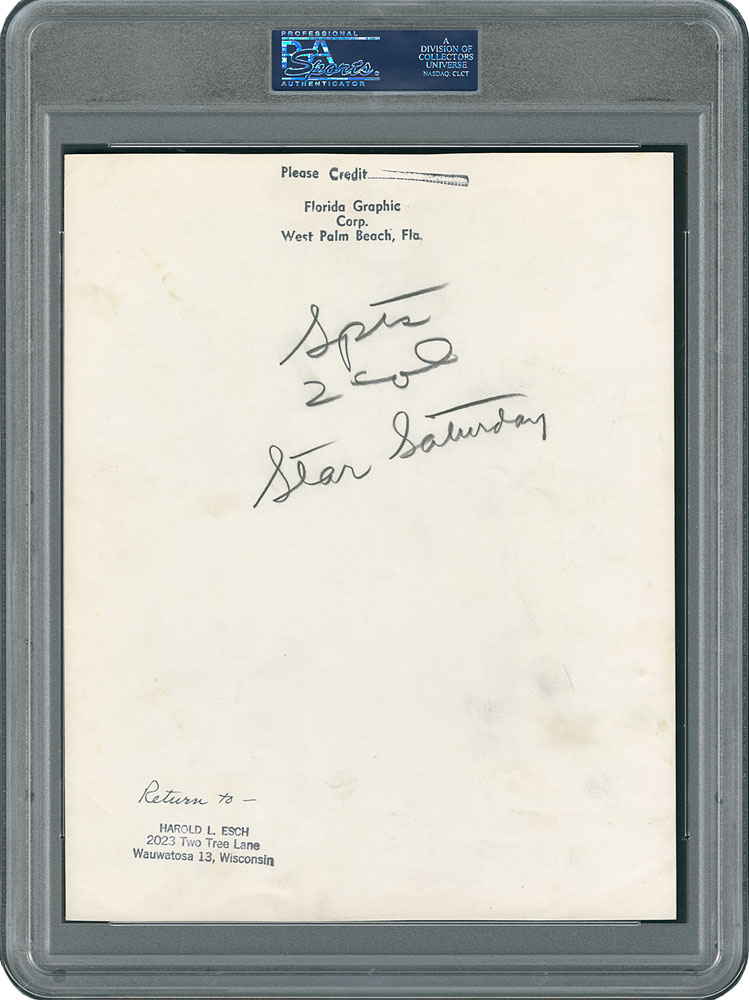 PROFESSIONAL
PSA
Sports.
AUTHENTICATOR
A
DIVISION OF
COLLECTORS
UNIVERSE
NASDAQ: CLCT
Please Credit
Florida Graphic
Corp.
West Palm Beach, Fla.
Spts
2 col
Star Saturday
Return to —
HAROLD L. ESCH
2023 Two Tree Lane
Wauwatosa 13, Wisconsin